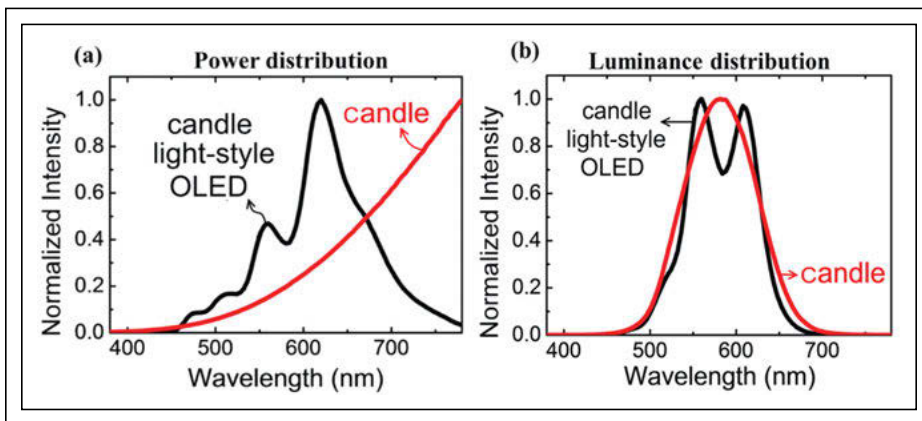 (a)
Power distribution
1.0
0.8
0.6
0.4
0.2
0.0
Normalized Intensity
candle
light-style
OLED
candle
400
500
600
700
Wavelength (nm)
(b)
Luminance distribution
1.0
0.8
0.6
0.4
0.2
0.0
Normalized Intensity
candle
light-style
OLED
candle
400
500
600
700
Wavelength (nm)